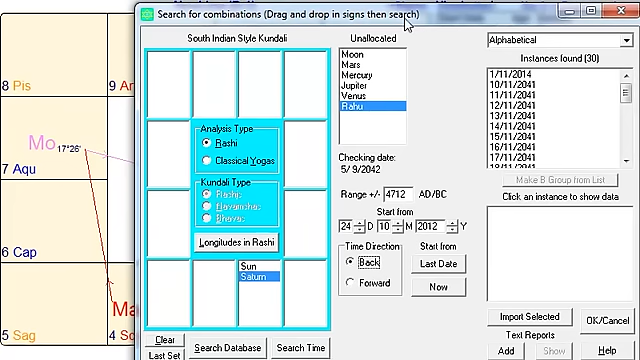 Search for combinations (Drag and drop in signs then search)
South Indian Style Kundali
Unallocated
Alphabetical
Moon
Mars
Mercury
Jupiter
Venus
Rahu
Instances found (30)
1/11/2014
10/11/2041
11/11/2041
12/11/2041
13/11/2041
14/11/2041
15/11/2041
16/11/2041
17/11/2041
18/11/2041
8 Pis
9 Ar
Analysis Type
Rashi
Classical Yogas
Mo 17°26'
7 Aqu
Checking date:
5/ 9/2042
Make B Group from List
Click an instance to show data
Kundali Type
Rashis
Navamshas
Bhavas
Range +/- 4712 AD/BC
Start from
24 D 10 M 2012 Y
Longitudes in Rashi
6 Cap
Time Direction
Back
Forward
Start from
Last Date
Now
Sun
Saturn
Ma
5 Sag
4 Sco
Import Selected
OK/Cancel
Text Reports
Clear
Last Set
Search Database
Search Time
Add
Show
Help